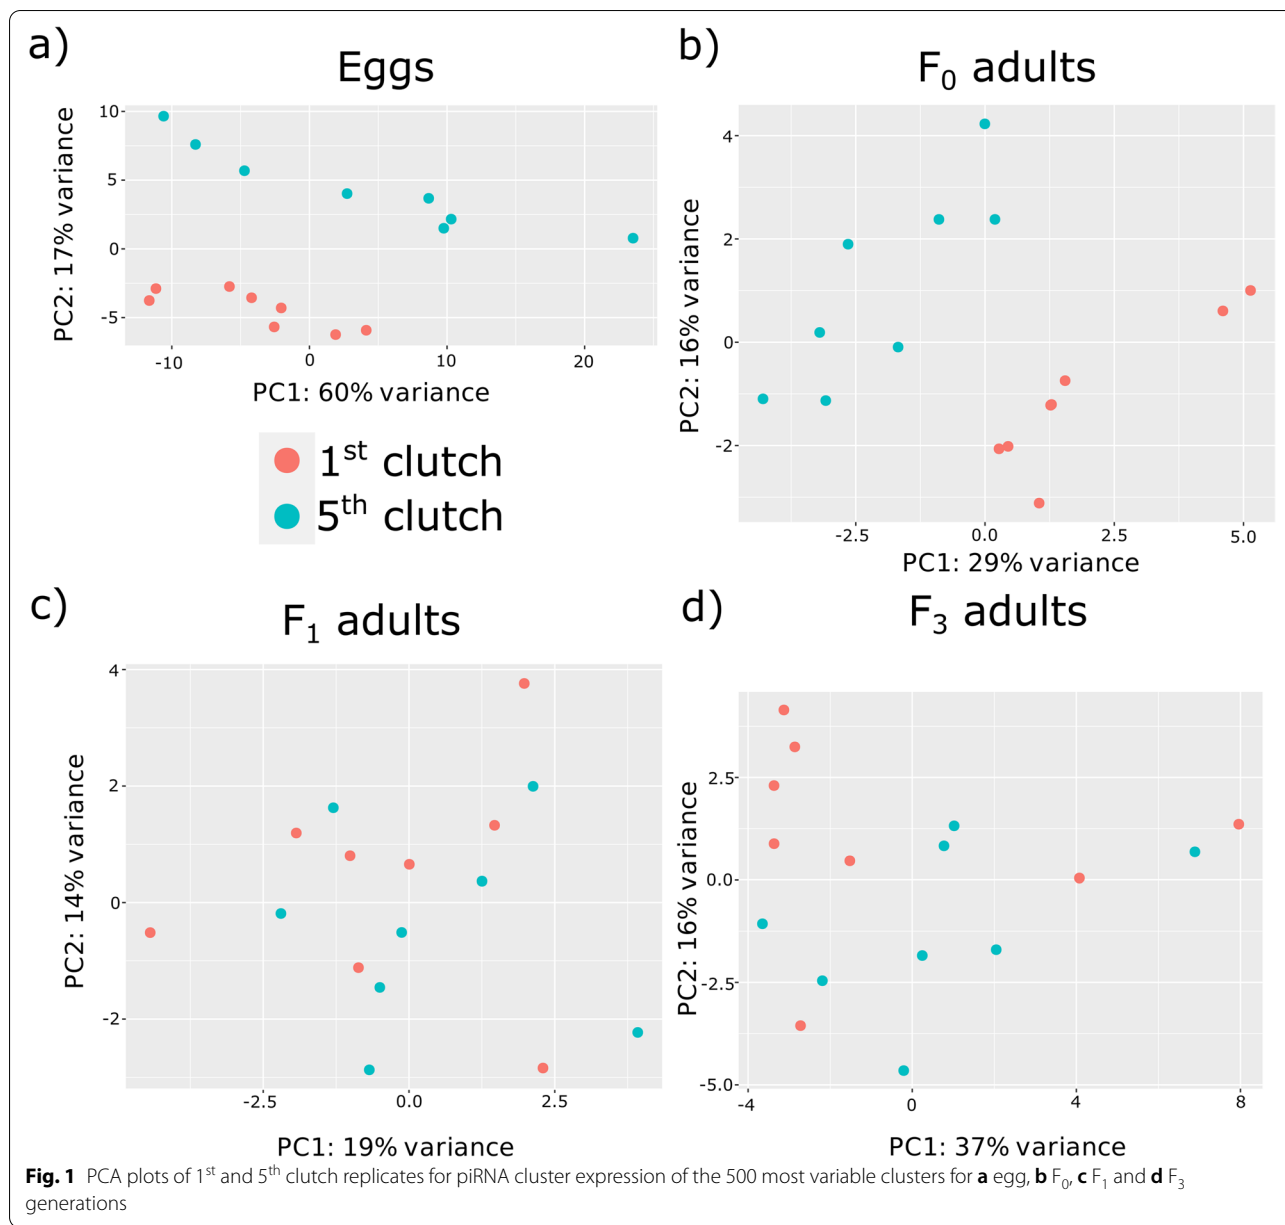 a)
Eggs
10
5
0
-5
-10
0
10
20
PC2: 17% variance
PC1: 60% variance
1st clutch
5th clutch
b)
F0 adults
4
2
0
-2
-2.5
0.0
2.5
5.0
PC2: 16% variance
PC1: 29% variance
c)
F1 adults
4
2
0
-2
-2.5
0.0
2.5
PC2: 14% variance
PC1: 19% variance
d)
F3 adults
2.5
0.0
-2.5
-5.0
-4
0
4
8
PC2: 16% variance
PC1: 37% variance
Fig. 1 PCA plots of 1st and 5th clutch replicates for piRNA cluster expression of the 500 most variable clusters for a egg, b F0, c F1 and d F3
generations